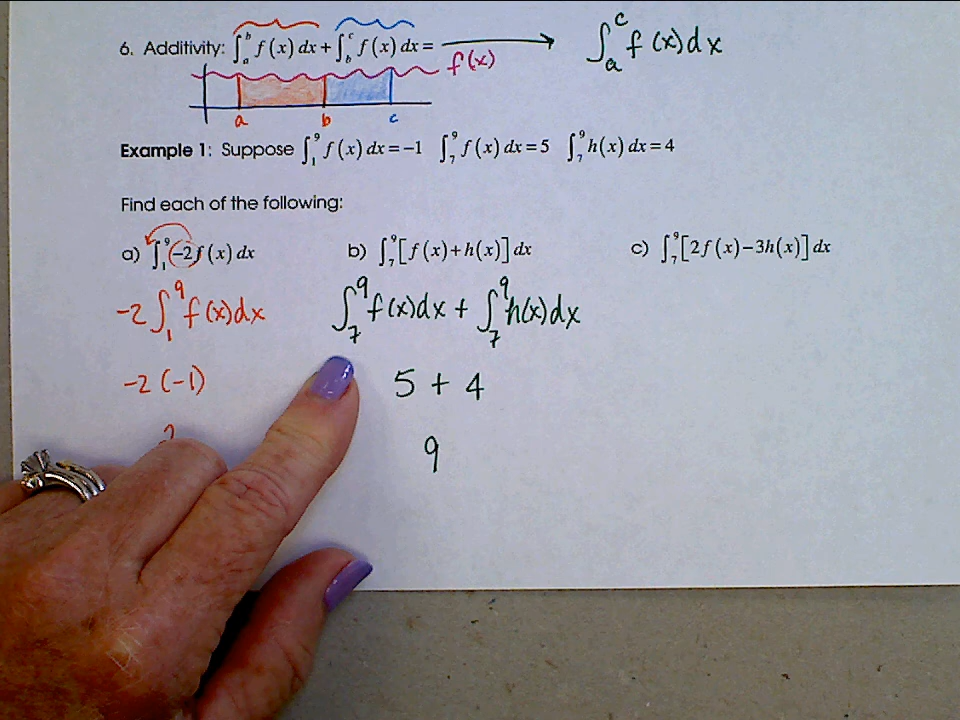 6. Additivity: ∫_a^b f(x) dx + ∫_b^c f(x) dx = ∫_a^c f(x) dx
f(x)
a b c
Example 1: Suppose ∫_1^9 f(x) dx = −1 ∫_7^9 f(x) dx = 5 ∫_7^9 h(x) dx = 4
Find each of the following:
a) ∫_1^9 −2f(x) dx b) ∫_7^9 [f(x)+h(x)] dx c) ∫_7^9 [2f(x)−3h(x)] dx
-2 ∫_1^9 f(x)dx ∫_7^9 f(x)dx + ∫_7^9 h(x)dx
-2 (-1) 5 + 4
9